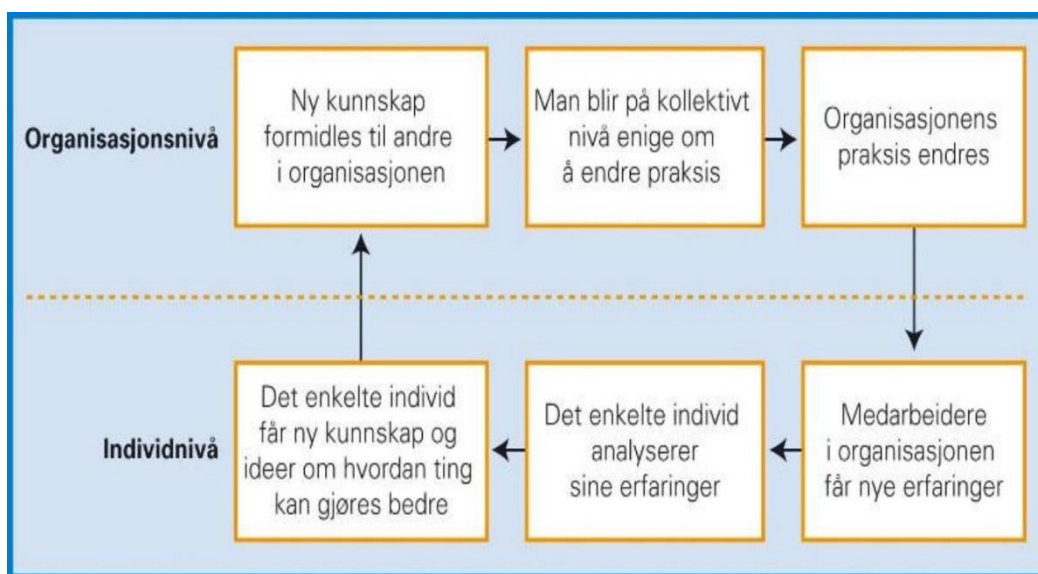 Organisasjonsnivå
Ny kunnskap
formidles til andre
i organisasjonen
Man blir på kollektivt
nivå enige om
å endre praksis
Organisasjonens
praksis endres
Individnivå
Det enkelte individ
får ny kunnskap og
ideer om hvordan ting
kan gjøres bedre
Det enkelte individ
analyserer
sine erfaringer
Medarbeidere
i organisasjonen
får nye erfaringer